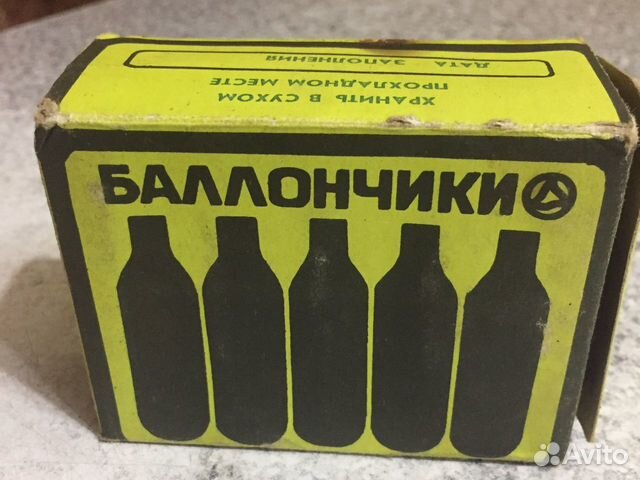 ХРАНИТЬ В СУХОМ
ПРОХЛАДНОМ МЕСТЕ
ДАТА ЗАПОЛНЕНИЯ
БАЛЛОНЧИКИ
Avito